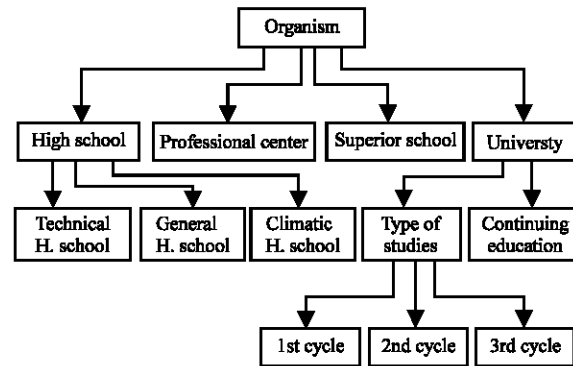 Organism
High school
Professional center
Superior school
Universty
Technical
H. school
General
H. school
Climatic
H. school
Type of
studies
Continuing
education
1st cycle
2nd cycle
3rd cycle